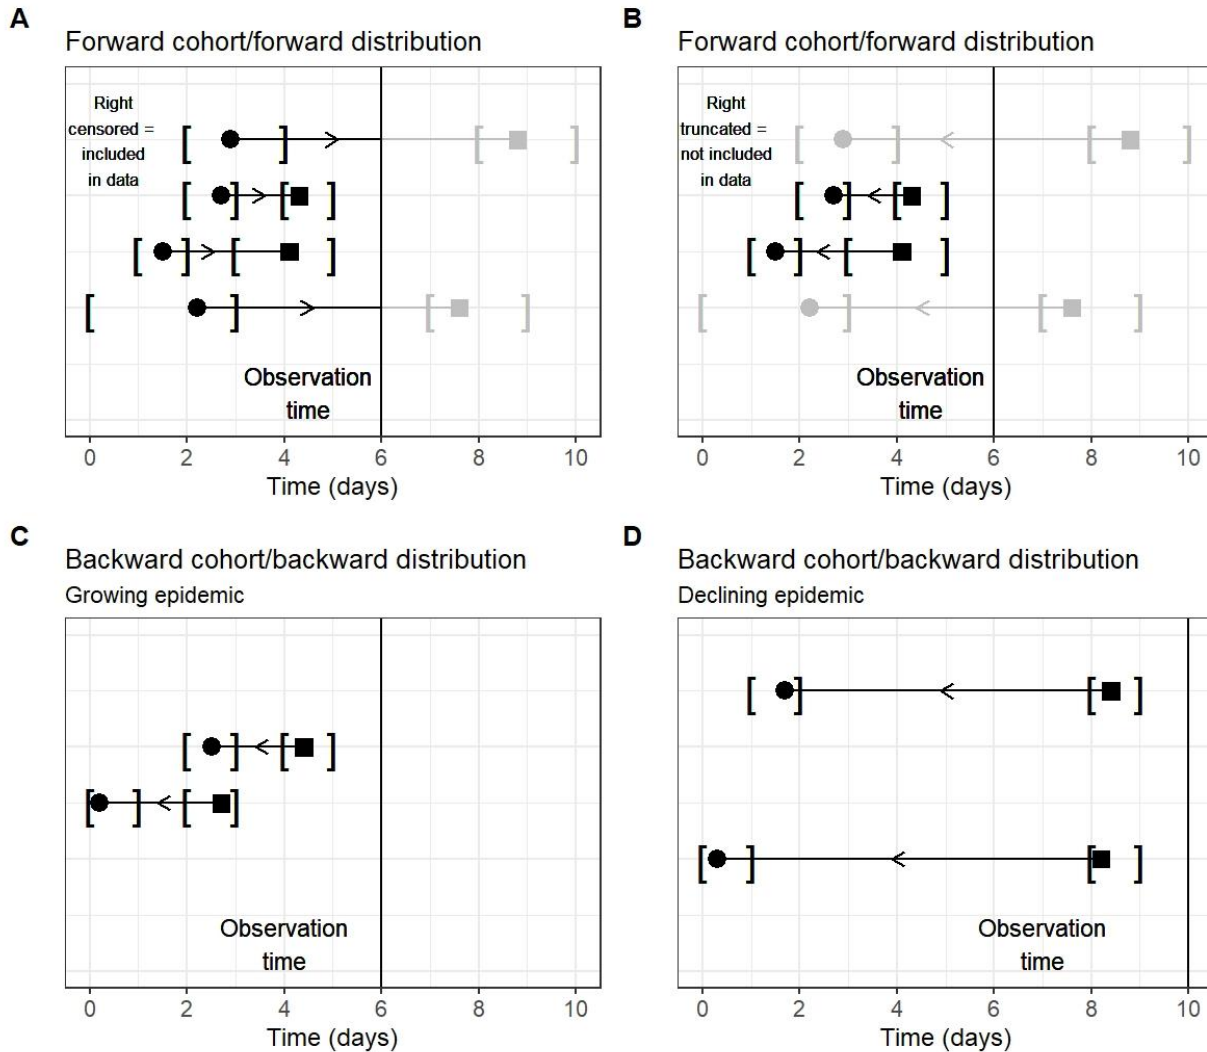 A
Forward cohort/forward distribution
Right
censored =
included
in data
Observation
time
0 2 4 6 8 10
Time (days)
B
Forward cohort/forward distribution
Right
truncated =
not included
in data
Observation
time
0 2 4 6 8 10
Time (days)
C
Backward cohort/backward distribution
Growing epidemic
Observation
time
0 2 4 6 8 10
Time (days)
D
Backward cohort/backward distribution
Declining epidemic
Observation
time
0 2 4 6 8 10
Time (days)